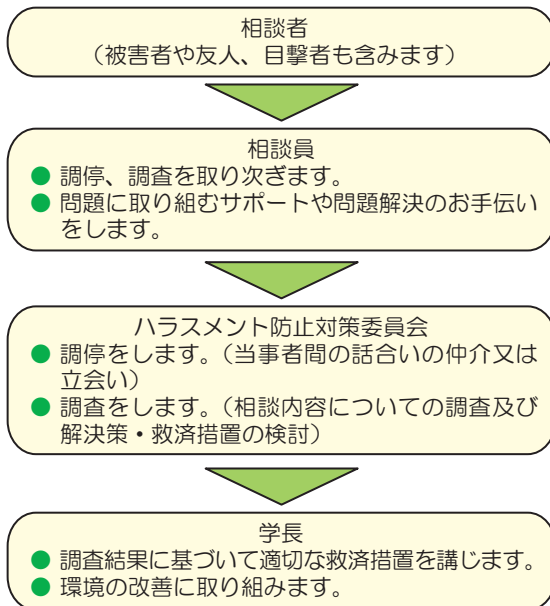 相談者
（被害者や友人、目撃者も含みます）
相談員
● 調停、調査を取り次ぎます。
● 問題に取り組むサポートや問題解決のお手伝い
をします。
ハラスメント防止対策委員会
● 調停をします。（当事者間の話合いの仲介又は
立会い）
● 調査をします。（相談内容についての調査及び
解決策・救済措置の検討）
学長
● 調査結果に基づいて適切な救済措置を講じます。
● 環境の改善に取り組みます。